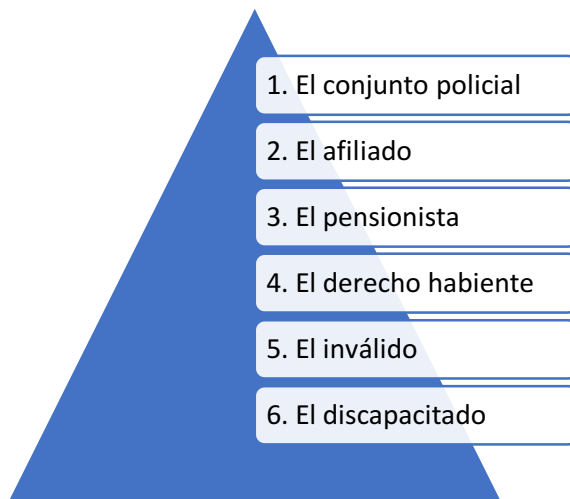 1. El conjunto policial
2. El afiliado
3. El pensionista
4. El derecho habiente
5. El inválido
6. El discapacitado